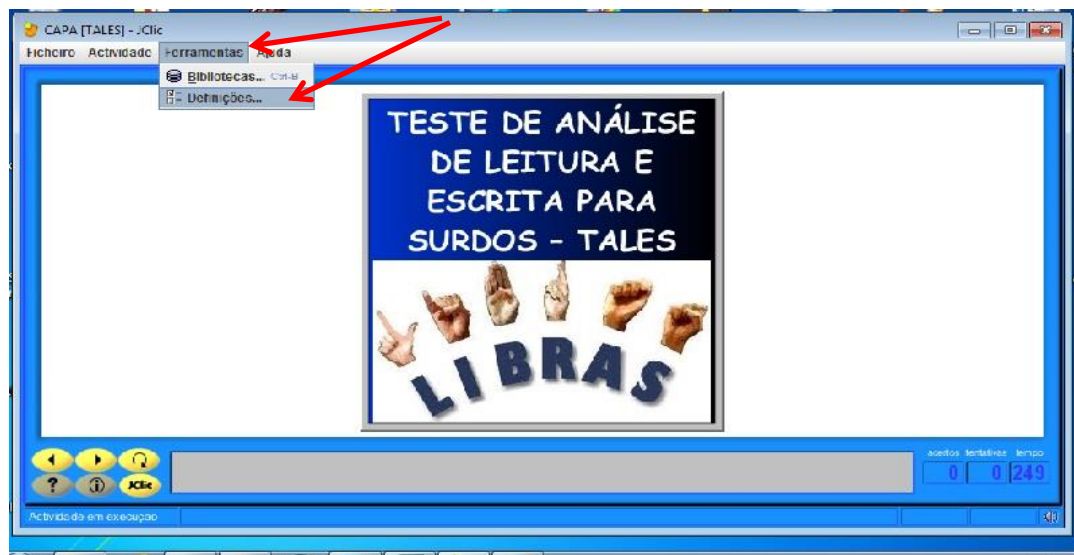 CAPA [TALES] - JClic
Ficheiro Actividade Ferramentas Ajuda
Bibliotecas... Ctrl-B
Definições...
TESTE DE ANÁLISE
DE LEITURA E
ESCRITA PARA
SURDOS - TALES
LIBRAS
acertos tentativas tempo
0 0 249
? i JClic
Actividade em execução